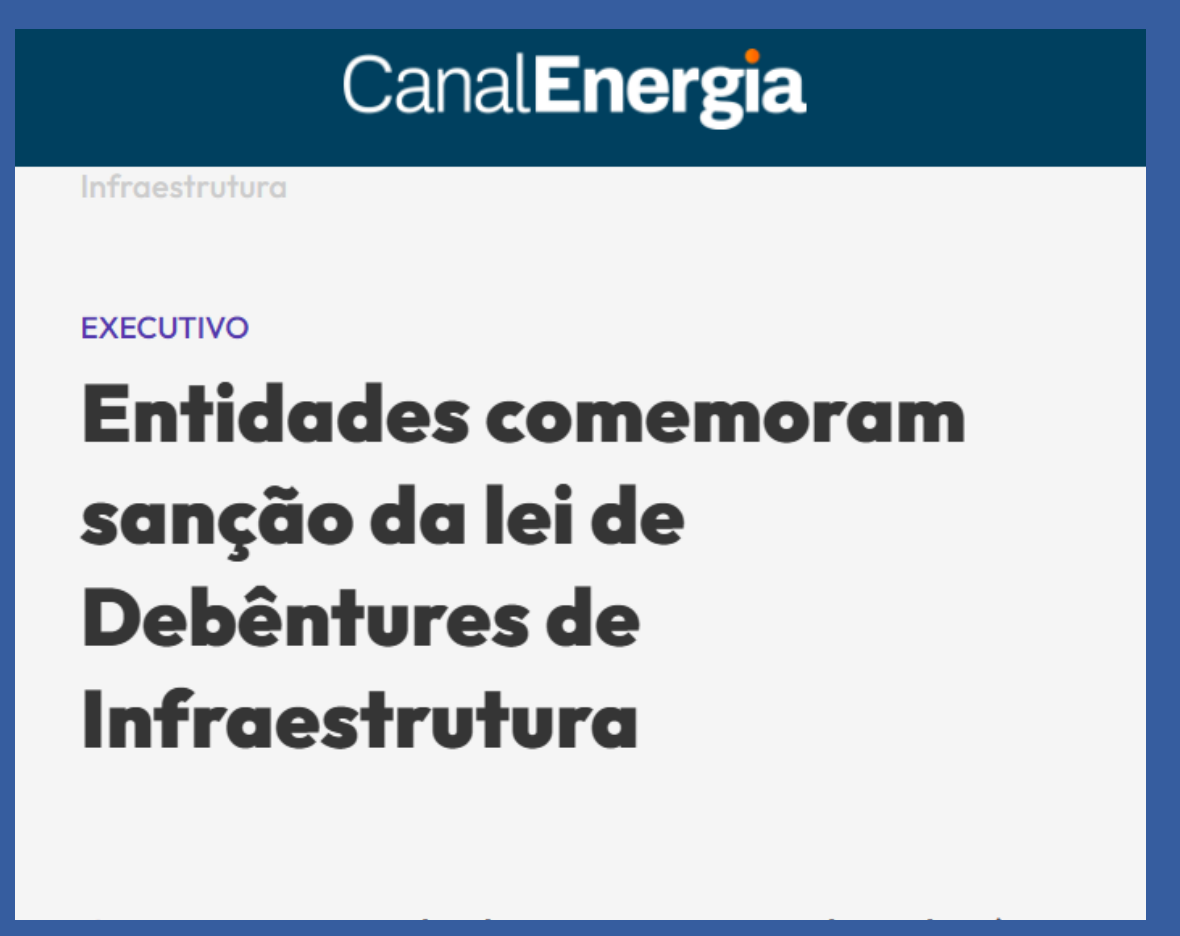 CanalEnergia
Infraestrutura
EXECUTIVO
Entidades comemoram
sanção da lei de
Debêntures de
Infraestrutura